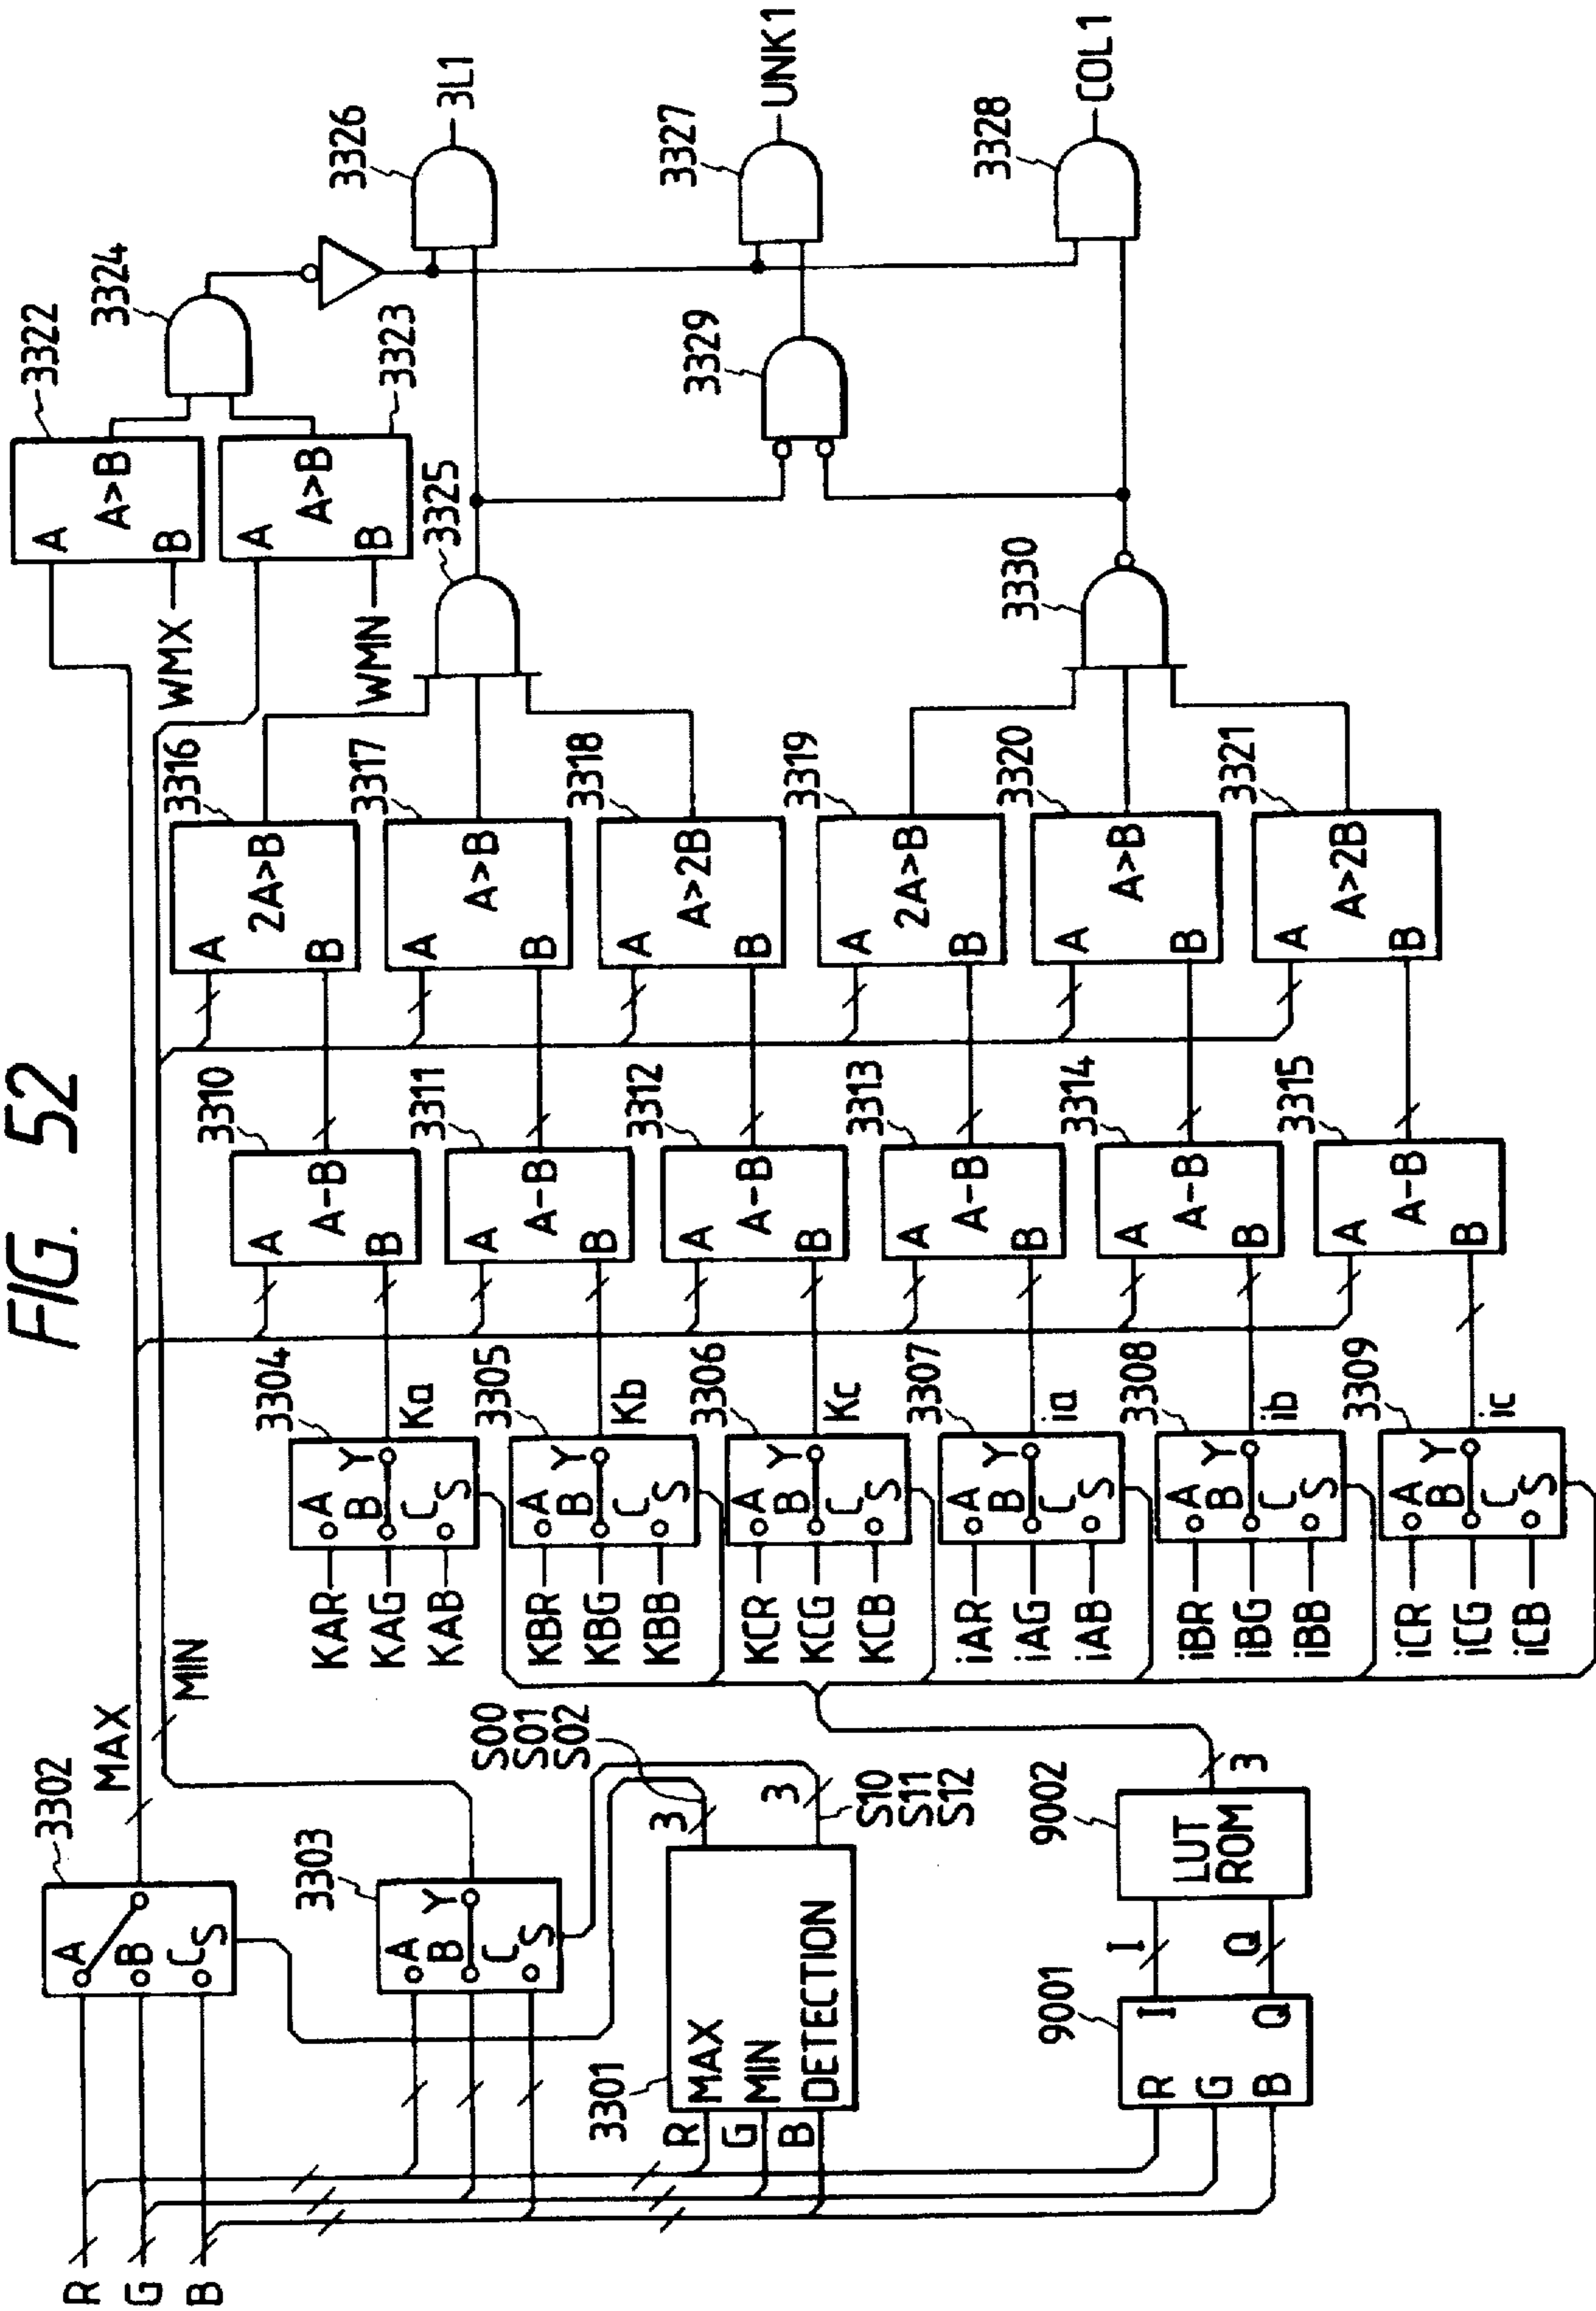 FIG. 52
R
G
B
3302
A
B
C
S
MAX
3303
A
B
C
Y
S
MIN
3301
R
G
B
MAX
MIN
DETECTION
3
S00
S01
S02
3
S10
S11
S12
9001
R
G
B
I
Q
I
Q
9002
LUT
ROM
3
KAR
KAG
KAB
3304
A
B
C
Y
S
Ka
KBR
KBG
KBB
3305
A
B
C
Y
S
Kb
KCR
KCG
KCB
3306
A
B
C
Y
S
Kc
iAR
iAG
iAB
3307
A
B
C
Y
S
ia
iBR
iBG
iBB
3308
A
B
C
Y
S
ib
iCR
iCG
iCB
3309
A
B
C
Y
S
ic
3310
A
A-B
B
3311
A
A-B
B
3312
A
A-B
B
3313
A
A-B
B
3314
A
A-B
B
3315
A
A-B
B
3316
A
2A>B
B
3317
A
A>B
B
3318
A
A>2B
B
3319
A
2A>B
B
3320
A
A>B
B
3321
A
A>2B
B
WMX
3322
A
A>B
B
WMN
3323
A
A>B
B
3324
3325
3330
3329
3326
3L1
3327
UNK1
3328
COL1